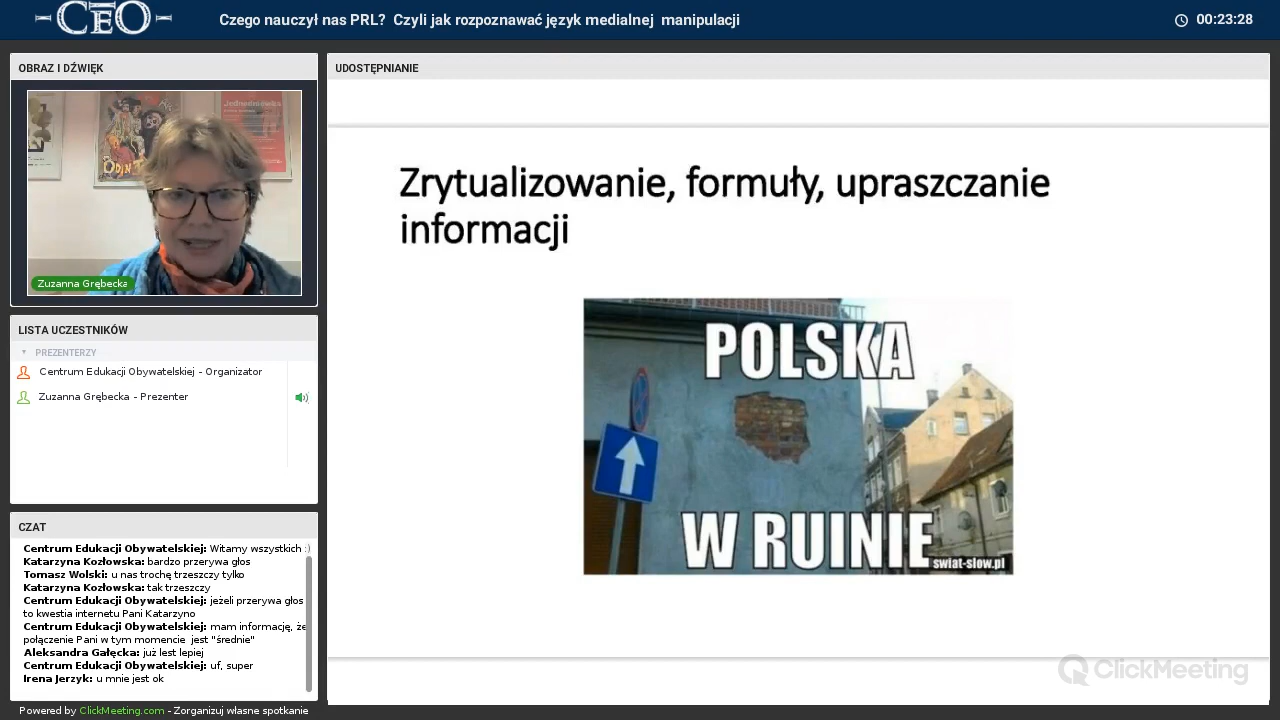 CEO
Czego nauczył nas PRL? Czyli jak rozpoznawać język medialnej manipulacji
00:23:28
OBRAZ I DŹWIĘK
Zuzanna Grębecka
LISTA UCZESTNIKÓW
PREZENTERZY
Centrum Edukacji Obywatelskiej - Organizator
Zuzanna Grębecka - Prezenter
CZAT
Centrum Edukacji Obywatelskiej: Witamy wszystkich :)
Katarzyna Kozłowska: bardzo przerywa głos
Tomasz Wolski: u nas trochę trzeszczy tylko
Katarzyna Kozłowska: tak trzeszczy
Centrum Edukacji Obywatelskiej: jeżeli przerywa głos
to kwestia internetu Pani Katarzyno
Centrum Edukacji Obywatelskiej: mam informację, że
połączenie Pani w tym momencie jest "średnie"
Aleksandra Gałęcka: już lest lepiej
Centrum Edukacji Obywatelskiej: uf, super
Irena Jerzyk: u mnie jest ok
Powered by ClickMeeting.com - Zorganizuj własne spotkanie
UDOSTĘPNIANIE
Zrytualizowanie, formuły, upraszczanie
informacji
POLSKA
W RUINIE
swiat-slow.pl
ClickMeeting